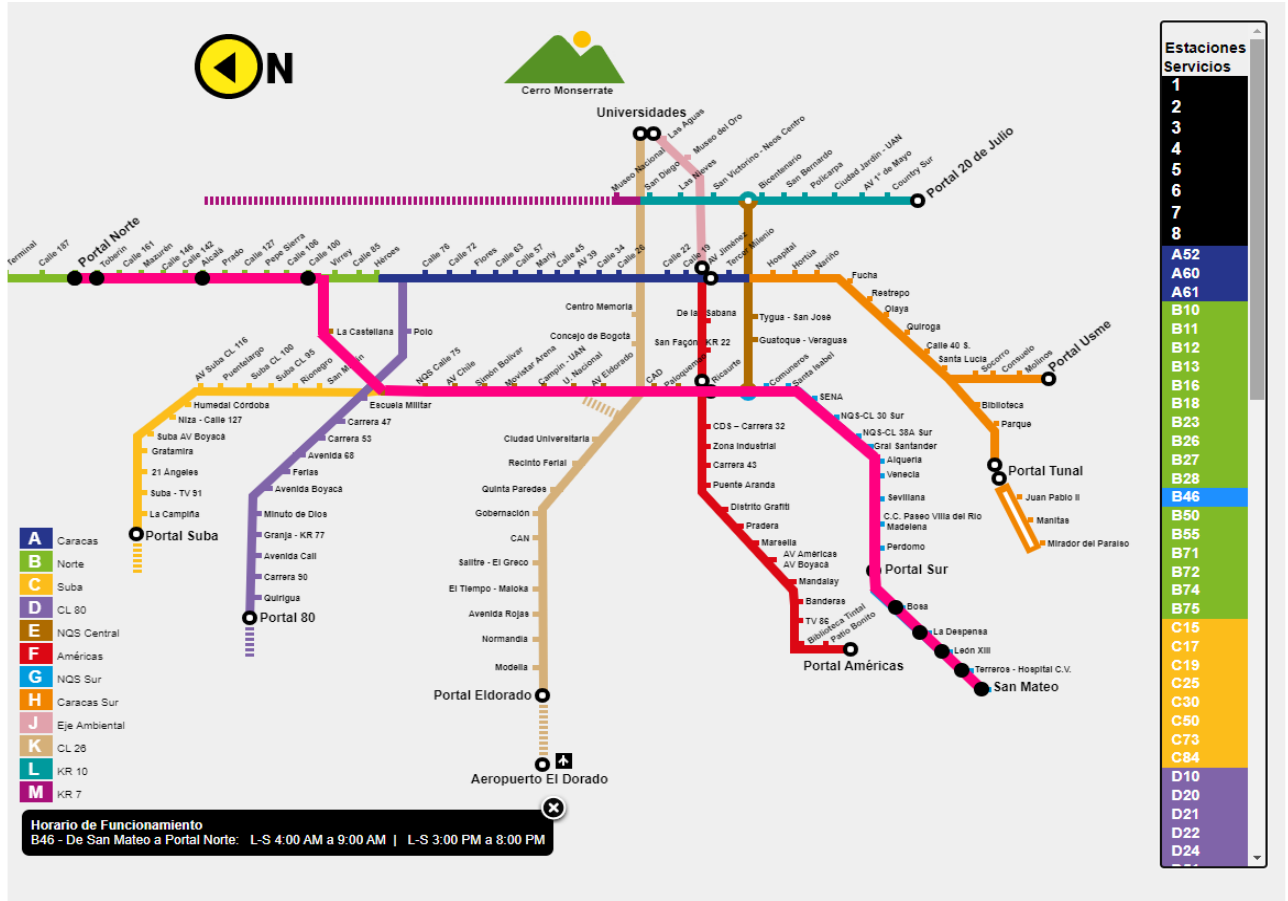 N
Cerro Monserrate
Universidades
Las Aguas
Museo del Oro
Museo Nacional
San Diego
Las Nieves
San Victorino - Neos Centro
Bicentenario
San Bernardo
Policarpa
Ciudad Jardín - UAN
AV 1° de Mayo
Country Sur
Portal 20 de Julio
Terminal
Calle 187
Portal Norte
Toberín
Calle 161
Mazurén
Calle 146
Calle 142
Alcalá
Prado
Calle 127
Pepe Sierra
Calle 106
Calle 100
Virrey
Calle 85
Héroes
Calle 76
Calle 72
Flores
Calle 63
Calle 57
Marly
Calle 45
AV 39
Calle 34
Calle 26
Calle 22
Calle 19
AV Jiménez
Tercer Milenio
Hospital
Hortúa
Nariño
Fucha
Restrepo
Olaya
Quiroga
Calle 40 S.
Santa Lucia
Socorro
Consuelo
Molinos
Portal Usme
Biblioteca
Parque
Portal Tunal
Juan Pablo II
Manitas
Mirador del Paraiso
Centro Memoria
Concejo de Bogotá
De la Sabana
San Façon KR 22
Tygua - San José
Guatoque - Veraguas
La Castellana
Polo
AV Suba CL 116
Puentelargo
Suba CL 100
Suba CL 95
Rionegro
San Martín
NQS Calle 75
AV Chile
Simón Bolívar
Movistar Arena
Campín - UAN
U. Nacional
AV Eldorado
CAD
Paloquemao
Ricaurte
Comuneros
Santa Isabel
SENA
NQS-CL 30 Sur
NQS-CL 38A Sur
Gral Santander
Alquería
Venecia
Sevillana
C.C. Paseo Villa del Rio
Madelena
Perdomo
Portal Sur
Bosa
La Despensa
León XIII
Terreros - Hospital C.V.
San Mateo
Humedal Córdoba
Niza - Calle 127
Suba AV Boyacá
Gratamira
21 Angeles
Suba - TV 91
La Campiña
Portal Suba
Escuela Militar
Carrera 47
Carrera 53
Avenida 68
Ferias
Avenida Boyacá
Minuto de Dios
Granja - KR 77
Avenida Cali
Carrera 90
Quirigua
Portal 80
Ciudad Universitaria
Recinto Ferial
Quinta Paredes
Gobernación
CAN
Salitre - El Greco
El Tiempo - Maloka
Avenida Rojas
Normandia
Modelia
Portal Eldorado
Aeropuerto El Dorado
CDS – Carrera 32
Zona Industrial
Carrera 43
Puente Aranda
Distrito Grafiti
Pradera
Marsella
AV Américas
AV Boyacá
Mandalay
Banderas
TV 86
Biblioteca Tintal
Patio Bonito
Portal Américas
A Caracas
B Norte
C Suba
D CL 80
E NQS Central
F Américas
G NQS Sur
H Caracas Sur
J Eje Ambiental
K CL 26
L KR 10
M KR 7
Horario de Funcionamiento
B46 - De San Mateo a Portal Norte: L-S 4:00 AM a 9:00 AM | L-S 3:00 PM a 8:00 PM
Estaciones
Servicios
1
2
3
4
5
6
7
8
A52
A60
A61
B10
B11
B12
B13
B16
B18
B23
B26
B27
B28
B46
B50
B55
B71
B72
B74
B75
C15
C17
C19
C25
C30
C50
C73
C84
D10
D20
D21
D22
D24